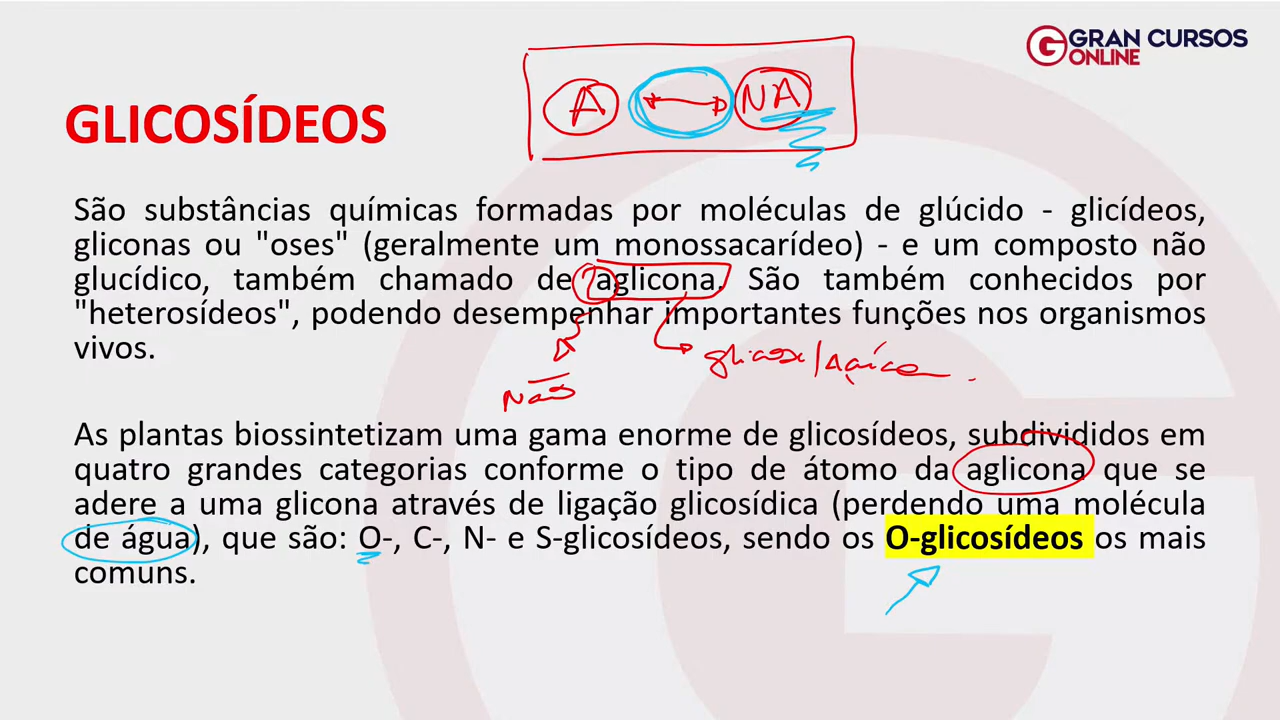 GRAN CURSOS
ONLINE
A NA
GLICOSÍDEOS
São substâncias químicas formadas por moléculas de glúcido - glicídeos,
gliconas ou "oses" (geralmente um monossacarídeo) - e um composto não
glucídico, também chamado de aglicona. São também conhecidos por
"heterosídeos", podendo desempenhar importantes funções nos organismos
vivos.
glicose/Açúcar
Não
As plantas biossintetizam uma gama enorme de glicosídeos, subdivididos em
quatro grandes categorias conforme o tipo de átomo da aglicona que se
adere a uma glicona através de ligação glicosídica (perdendo uma molécula
de água), que são: O-, C-, N- e S-glicosídeos, sendo os O-glicosídeos os mais
comuns.